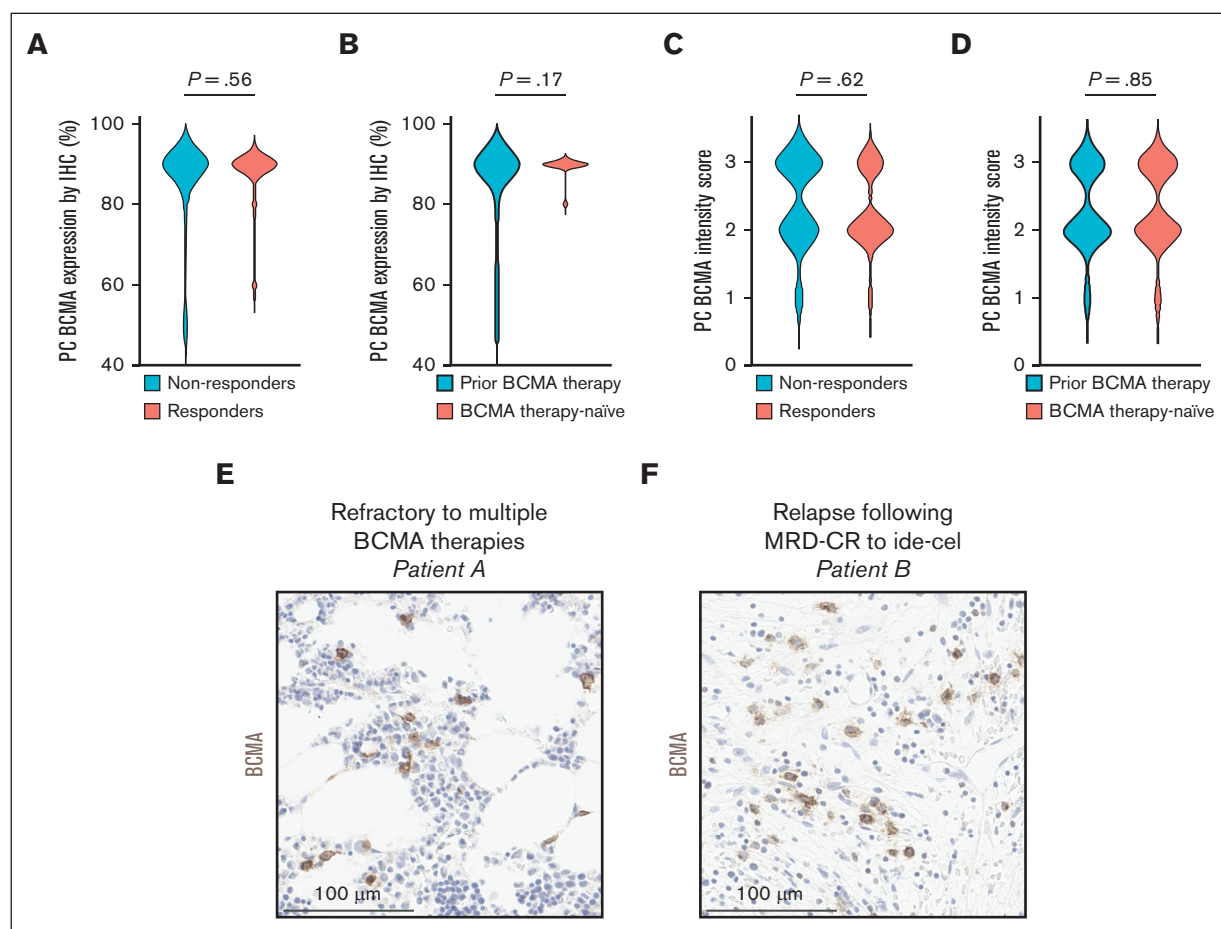 A
P = .56
PC BCMA expression by IHC (%)
100
80
60
40
Non-responders
Responders
B
P = .17
PC BCMA expression by IHC (%)
100
80
60
40
Prior BCMA therapy
BCMA therapy-naïve
C
P = .62
PC BCMA intensity score
3
2
1
0
Non-responders
Responders
D
P = .85
PC BCMA intensity score
3
2
1
0
Prior BCMA therapy
BCMA therapy-naïve
E
Refractory to multiple
BCMA therapies
Patient A
BCMA
100 μm
F
Relapse following
MRD-CR to ide-cel
Patient B
BCMA
100 μm